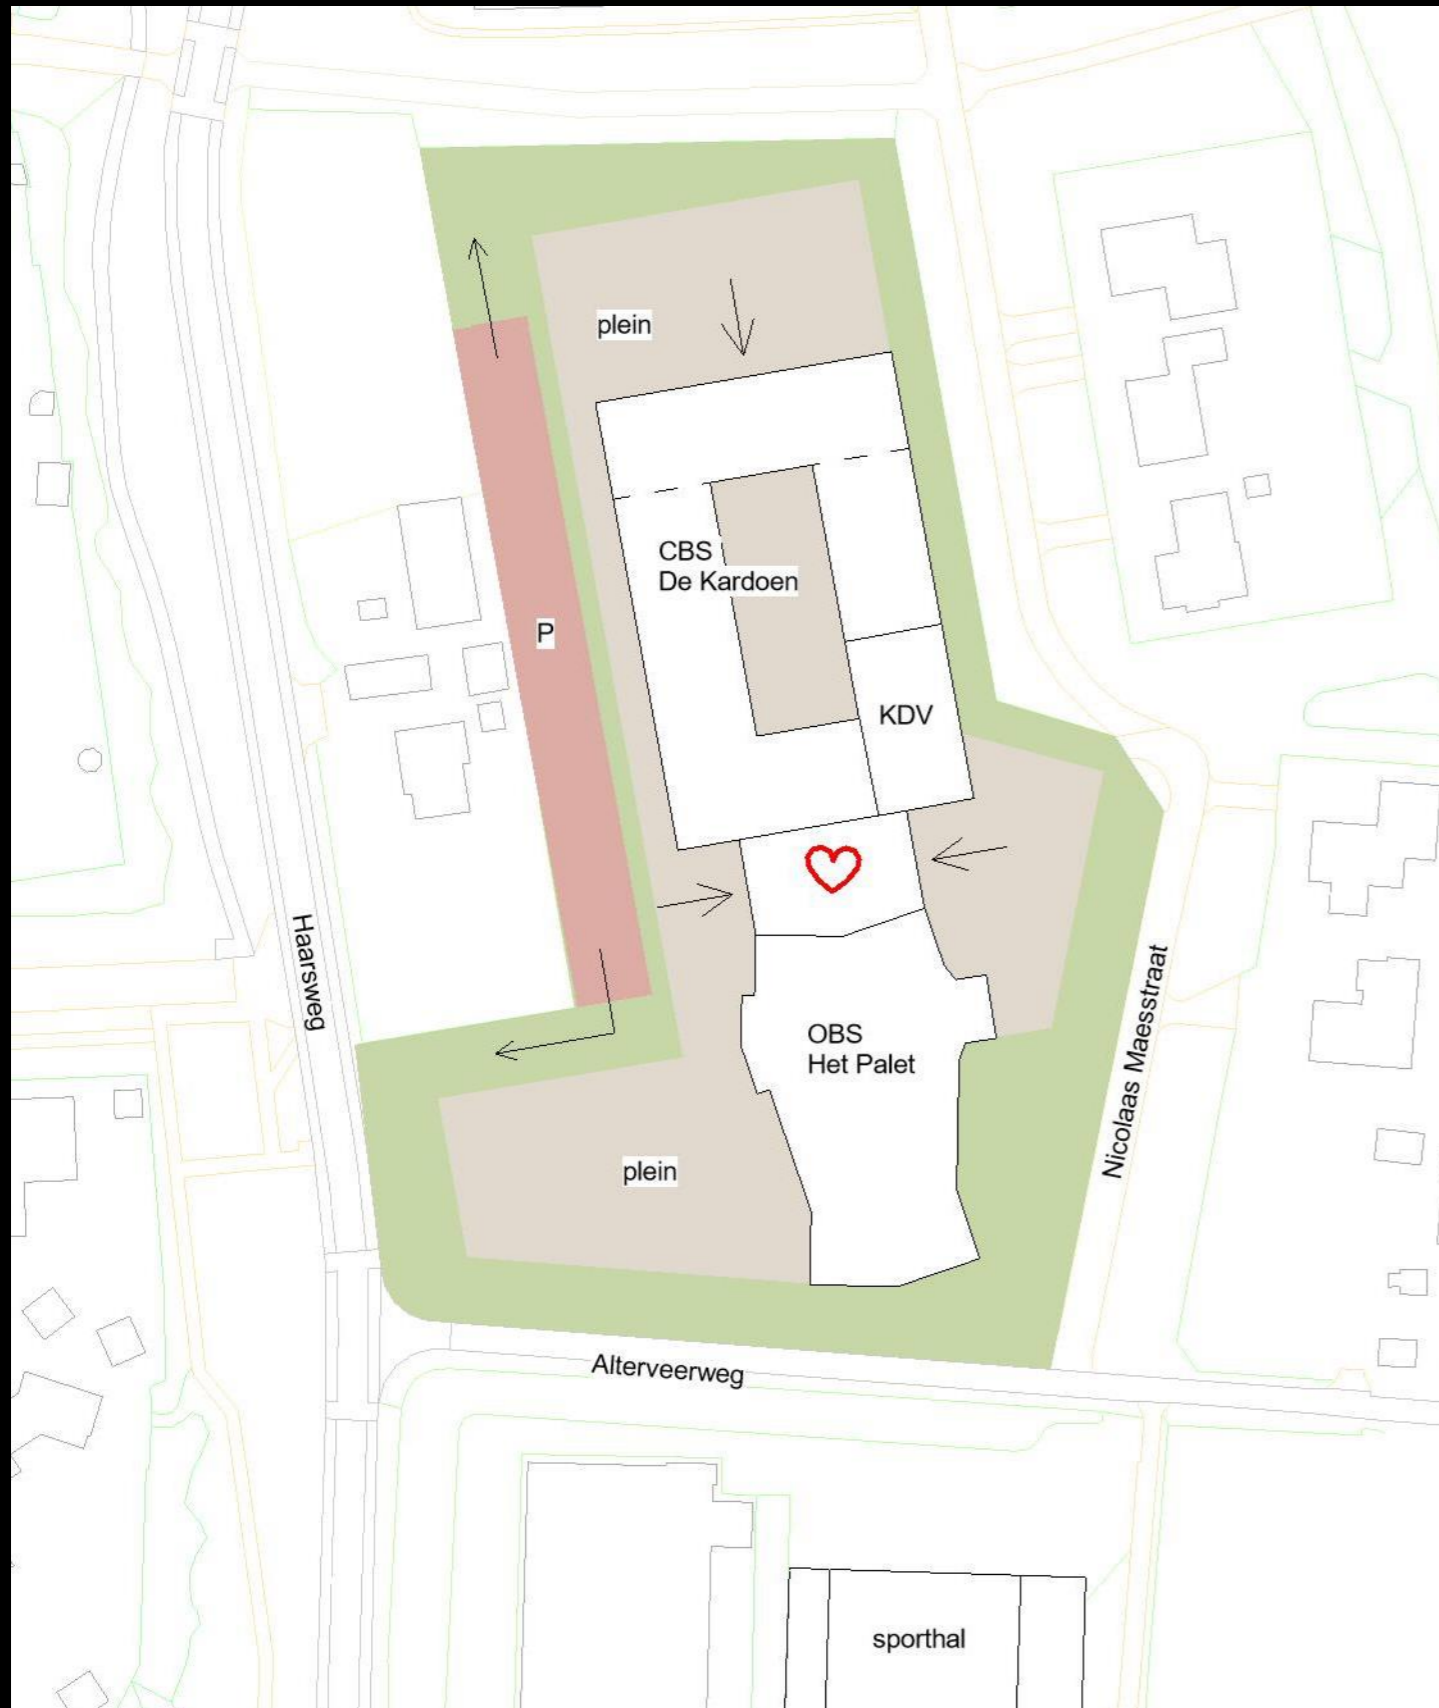 plein
CBS
De Kardoen
P
KDV
Haarsweg
Nicolaas Maesstraat
OBS
Het Palet
plein
Alterveerweg
sporthal